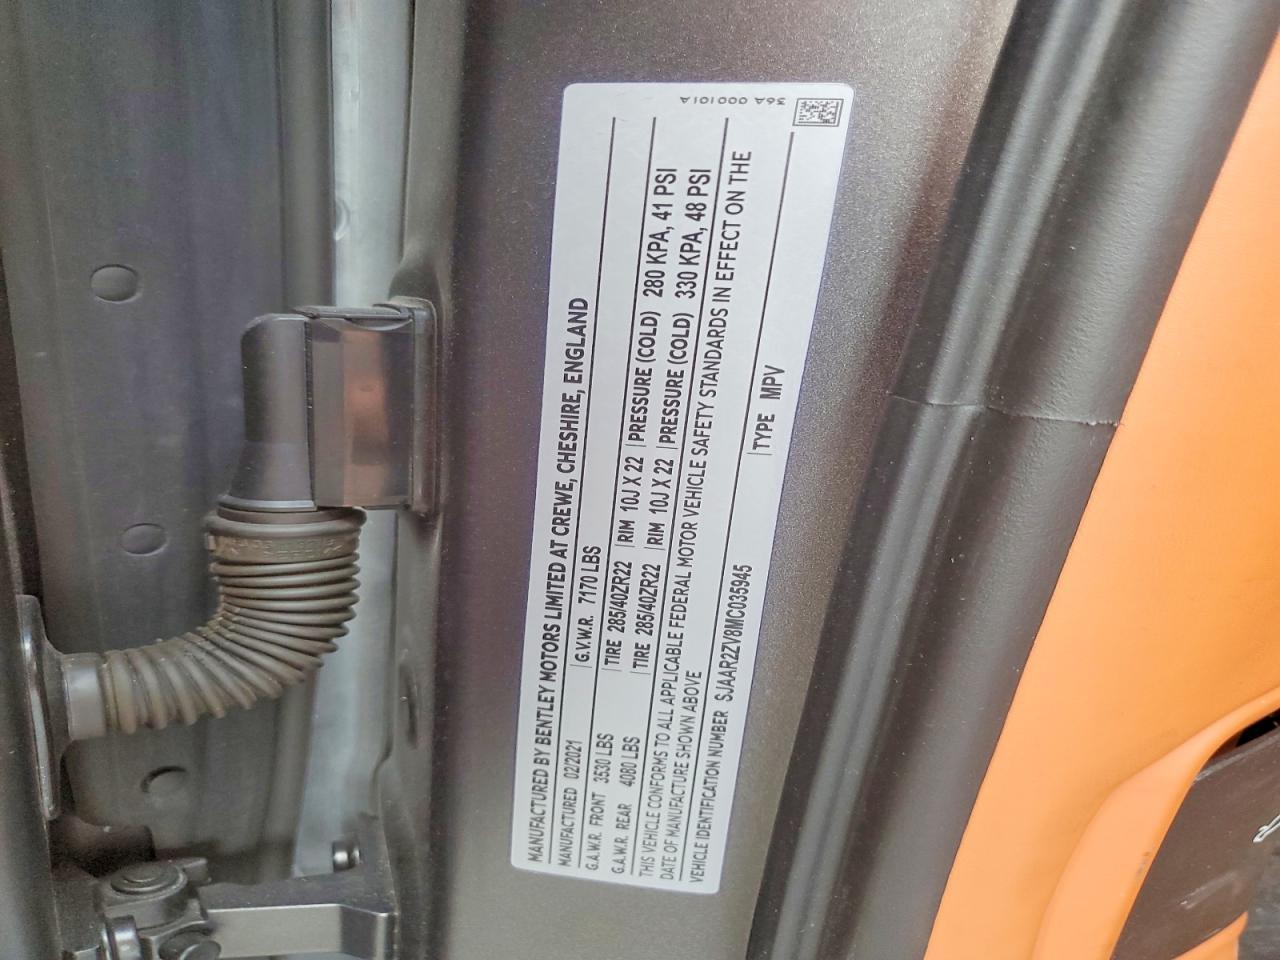 MANUFACTURED BY BENTLEY MOTORS LIMITED AT CREWE, CHESHIRE, ENGLAND
MANUFACTURED 02/2021 G.V.W.R. 7170 LBS
G.A.W.R. FRONT 3530 LBS TIRE 285/40ZR22 RIM 10J X 22 PRESSURE (COLD) 280 KPA, 41 PSI
G.A.W.R. REAR 4080 LBS TIRE 285/40ZR22 RIM 10J X 22 PRESSURE (COLD) 330 KPA, 48 PSI
THIS VEHICLE CONFORMS TO ALL APPLICABLE FEDERAL MOTOR VEHICLE SAFETY STANDARDS IN EFFECT ON THE
DATE OF MANUFACTURE SHOWN ABOVE
VEHICLE IDENTIFICATION NUMBER SJAAR2ZV8MC035945 TYPE MPV
36A 000101A